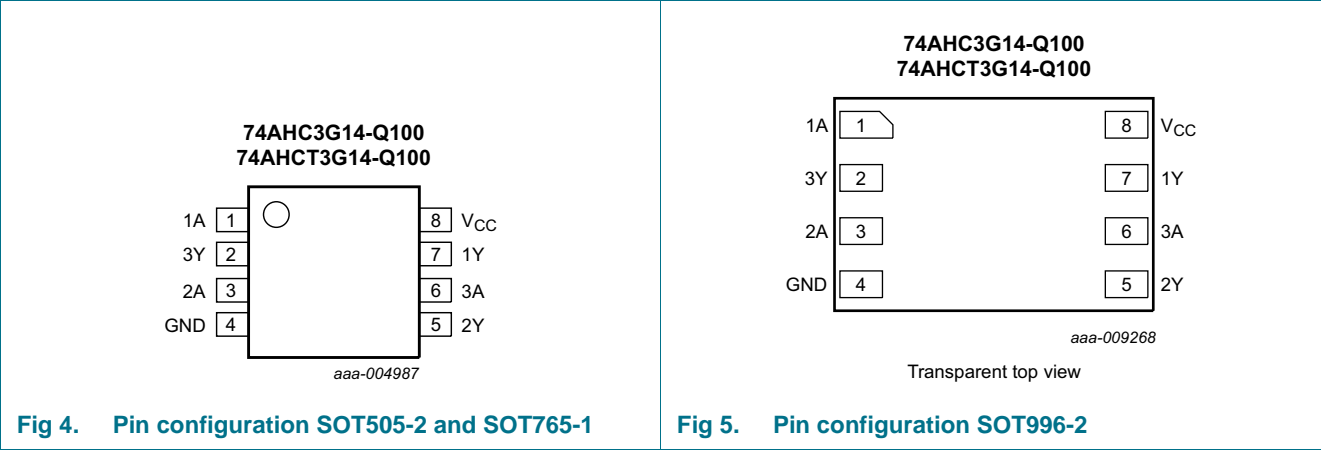 74AHC3G14-Q100
74AHCT3G14-Q100
1A 1 8 VCC
3Y 2 7 1Y
2A 3 6 3A
GND 4 5 2Y
aaa-004987
Fig 4. Pin configuration SOT505-2 and SOT765-1
74AHC3G14-Q100
74AHCT3G14-Q100
1A 1 8 VCC
3Y 2 7 1Y
2A 3 6 3A
GND 4 5 2Y
aaa-009268
Transparent top view
Fig 5. Pin configuration SOT996-2